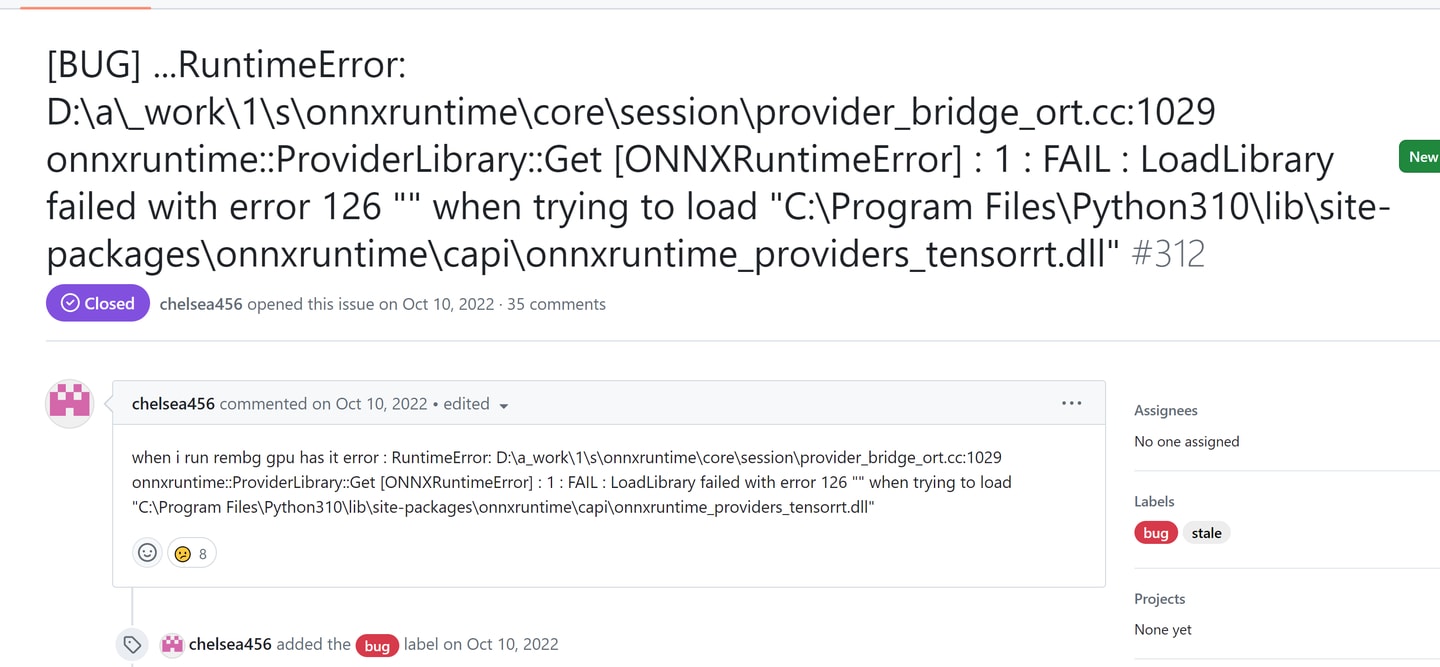 [BUG] ...RuntimeError:
D:\a\_work\1\s\onnxruntime\core\session\provider_bridge_ort.cc:1029
onnxruntime::ProviderLibrary::Get [ONNXRuntimeError] : 1 : FAIL : LoadLibrary
failed with error 126 "" when trying to load "C:\Program Files\Python310\lib\site-
packages\onnxruntime\capi\onnxruntime_providers_tensorrt.dll" #312
New
Closed chelsea456 opened this issue on Oct 10, 2022 · 35 comments
chelsea456 commented on Oct 10, 2022 • edited
when i run rembg gpu has it error : RuntimeError: D:\a_work\1\s\onnxruntime\core\session\provider_bridge_ort.cc:1029
onnxruntime::ProviderLibrary::Get [ONNXRuntimeError] : 1 : FAIL : LoadLibrary failed with error 126 "" when trying to load
"C:\Program Files\Python310\lib\site-packages\onnxruntime\capi\onnxruntime_providers_tensorrt.dll"
8
chelsea456 added the bug label on Oct 10, 2022
Assignees
No one assigned
Labels
bug stale
Projects
None yet